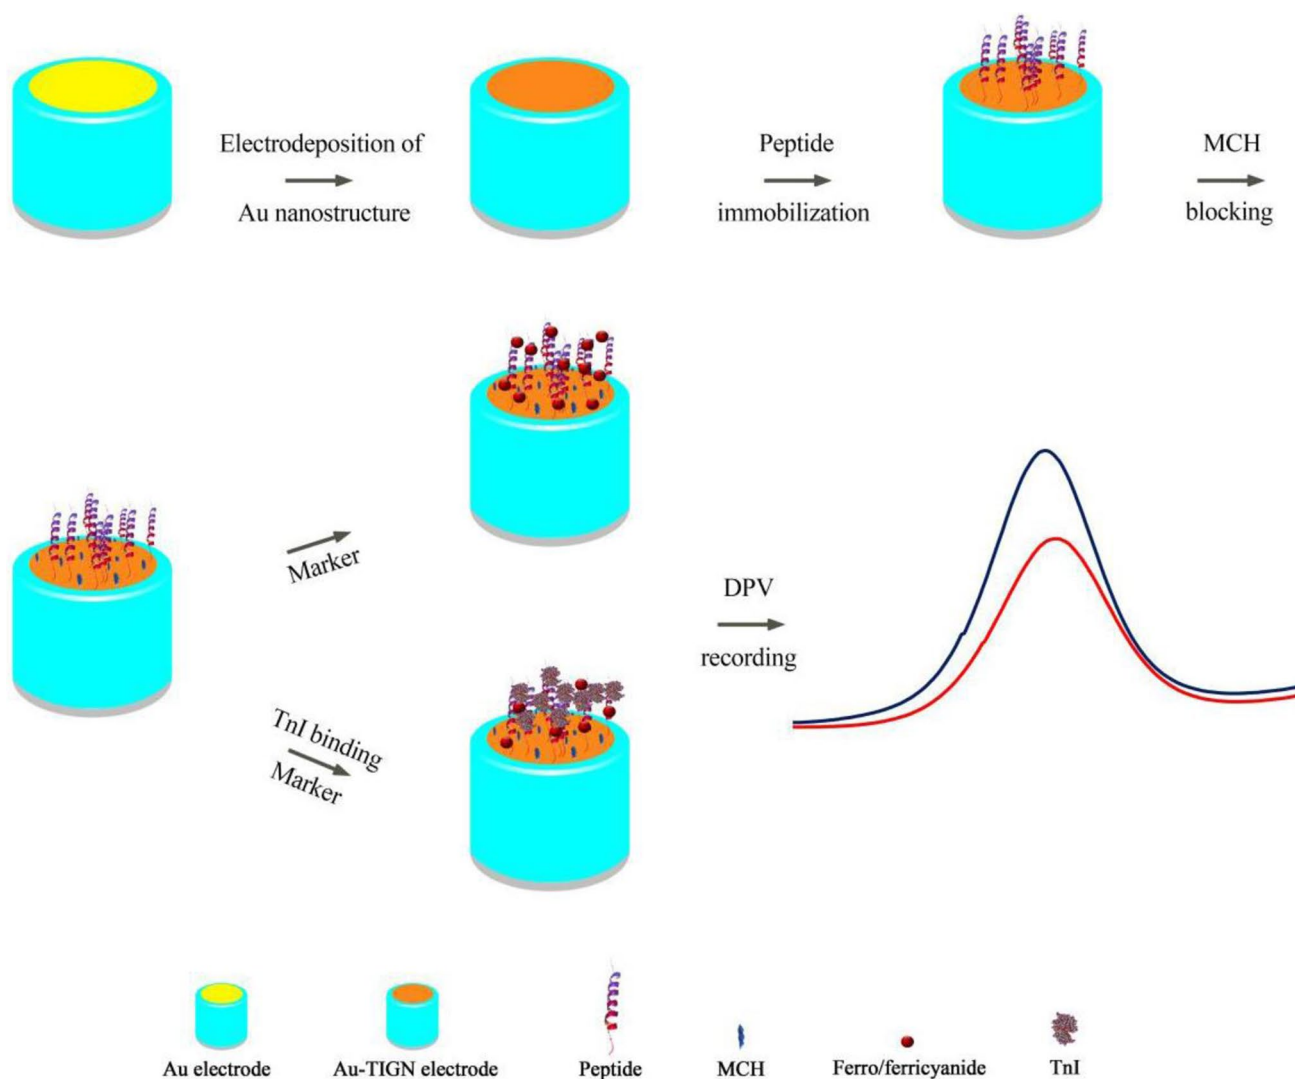 Electrodeposition of
Au nanostructure
Peptide
immobilization
MCH
blocking
Marker
TnI binding
Marker
DPV
recording
Au electrode
Au-TIGN electrode
Peptide
MCH
Ferro/ferricyanide
TnI